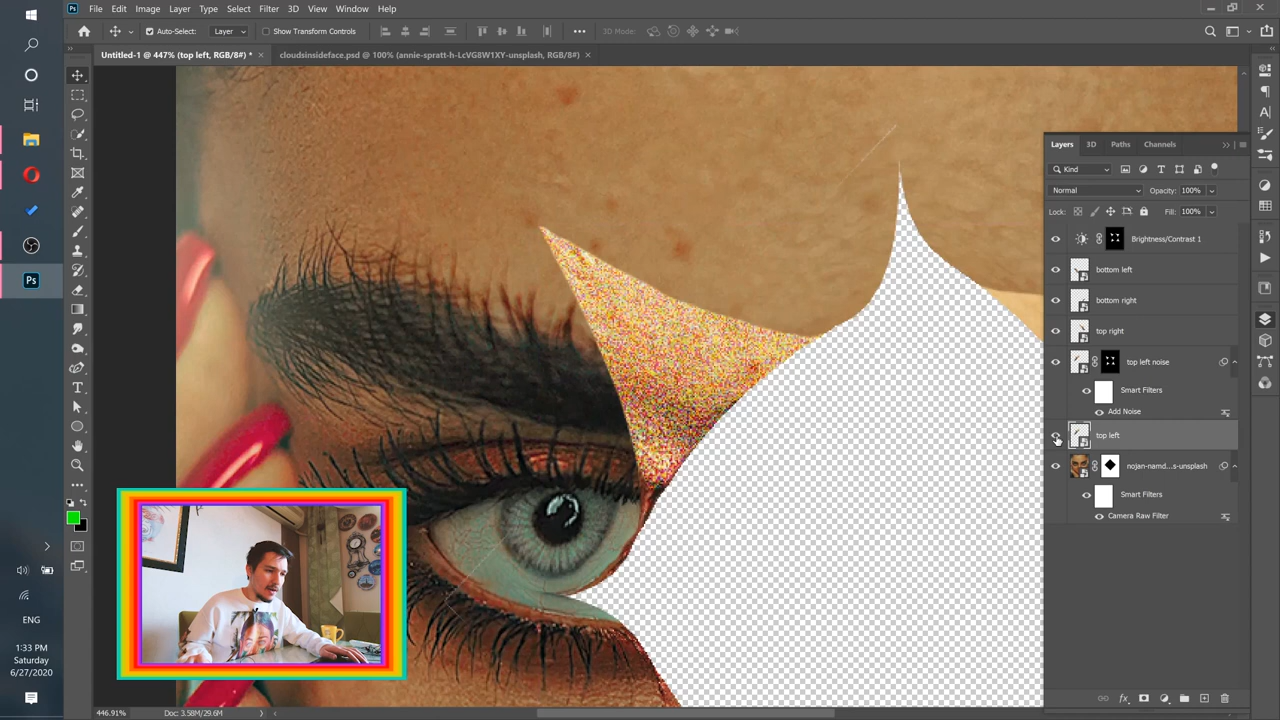 File Edit Image Layer Type Select Filter 3D View Window Help
Auto-Select: Layer Show Transform Controls 3D Mode:
Untitled-1 @ 447% (top left, RGB/8#) * cloudsinsideface.psd @ 100% (annie-spratt-h-LcVG8W1XY-unsplash, RGB/8#)
Layers 3D Paths Channels
Kind
Normal Opacity: 100%
Lock: Fill: 100%
Brightness/Contrast 1
bottom left
bottom right
top right
top left noise
Smart Filters
Add Noise
top left
nojan-namd...s-unsplash
Smart Filters
Camera Raw Filter
Ps
ENG
1:33 PM
Saturday
6/27/2020
446.91% Doc: 3.58M/29.6M